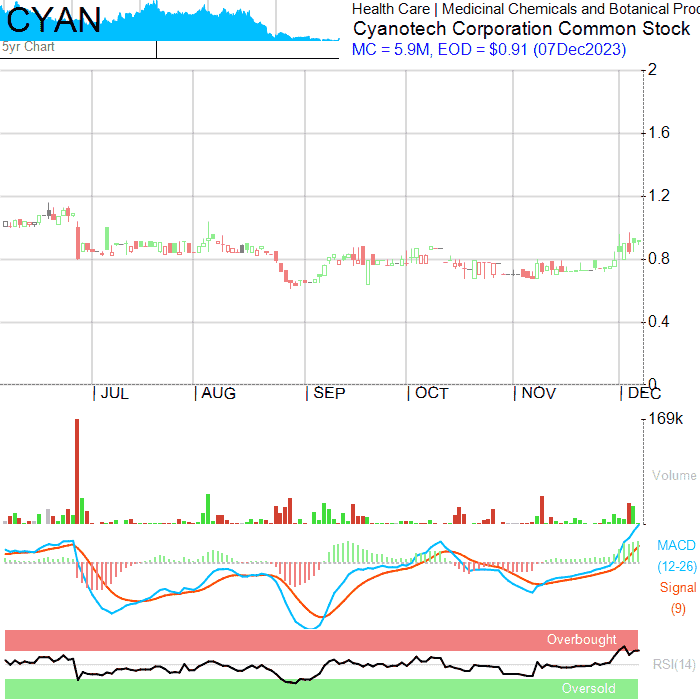 CYAN
5yr Chart
Health Care | Medicinal Chemicals and Botanical Prod
Cyanotech Corporation Common Stock
MC = 5.9M, EOD = $0.91 (07Dec2023)
2
1.6
1.2
0.8
0.4
0
JUL AUG SEP OCT NOV DEC
169k
Volume
MACD
(12-26)
Signal
(9)
Overbought
RSI(14)
Oversold